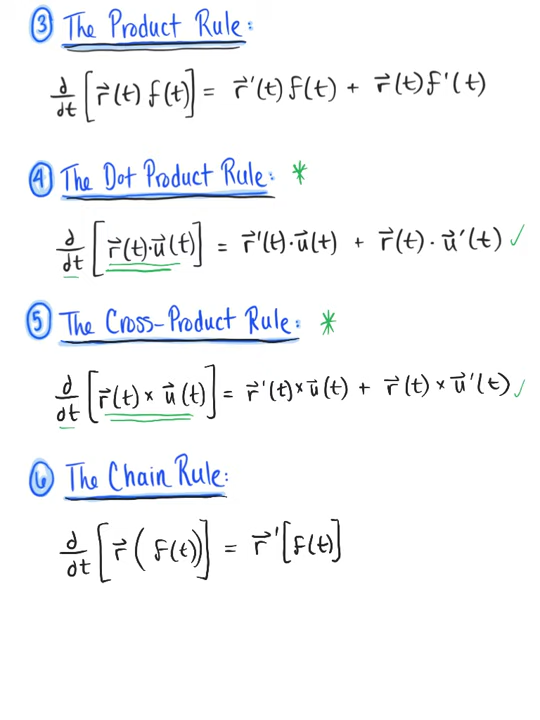 ③ The Product Rule:
d/dt [r⃗(t) f(t)] = r⃗'(t) f(t) + r⃗(t) f'(t)
④ The Dot Product Rule: *
d/dt [r⃗(t)·u⃗(t)] = r⃗'(t)·u⃗(t) + r⃗(t)·u⃗'(t) ✓
⑤ The Cross-Product Rule: *
d/dt [r⃗(t) × u⃗(t)] = r⃗'(t) × u⃗(t) + r⃗(t) × u⃗'(t) ✓
⑥ The Chain Rule:
d/dt [r⃗(f(t))] = r⃗'[f(t)]